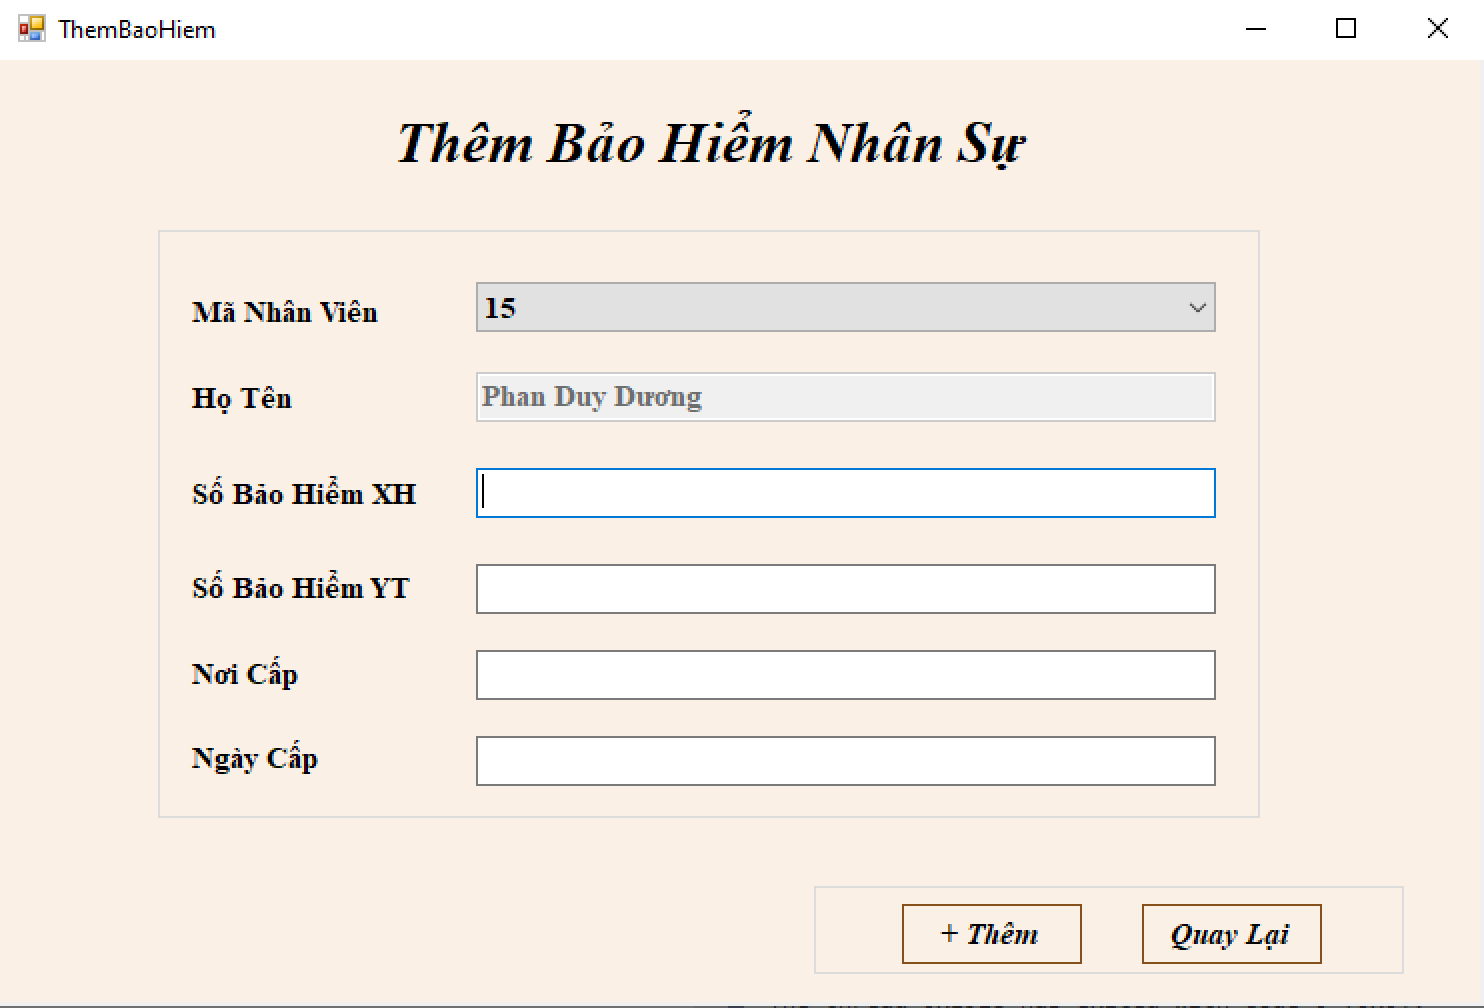 ThemBaoHiem
Thêm Bảo Hiểm Nhân Sự
Mã Nhân Viên
15
Họ Tên
Phan Duy Dương
Số Bảo Hiểm XH
Số Bảo Hiểm YT
Nơi Cấp
Ngày Cấp
+ Thêm
Quay Lại